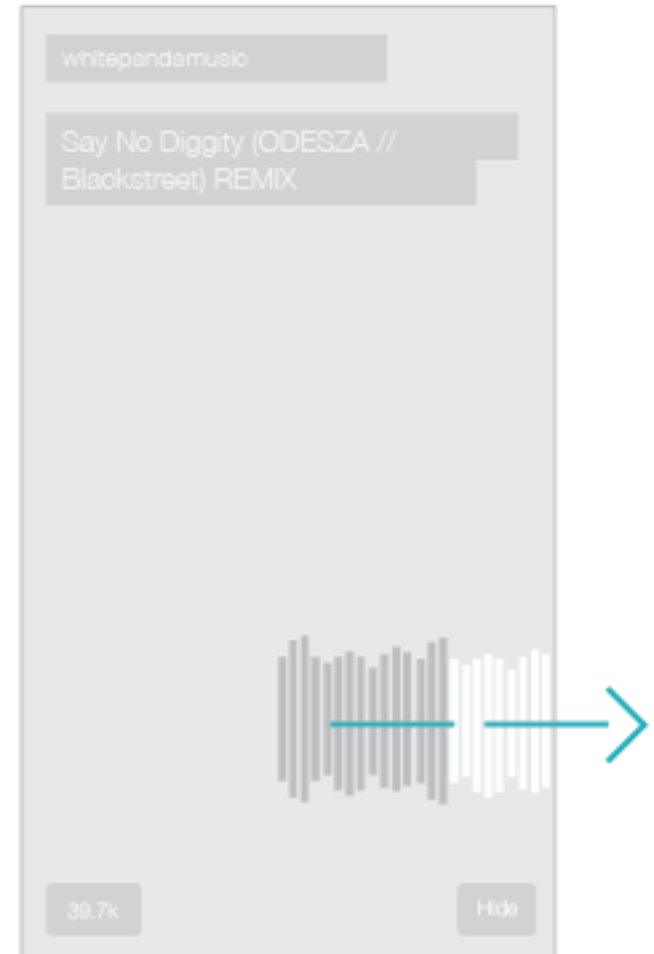 whitepandamusic
Say No Diggity (ODESZA //
Blackstreet) REMIX
39.7k
Hide